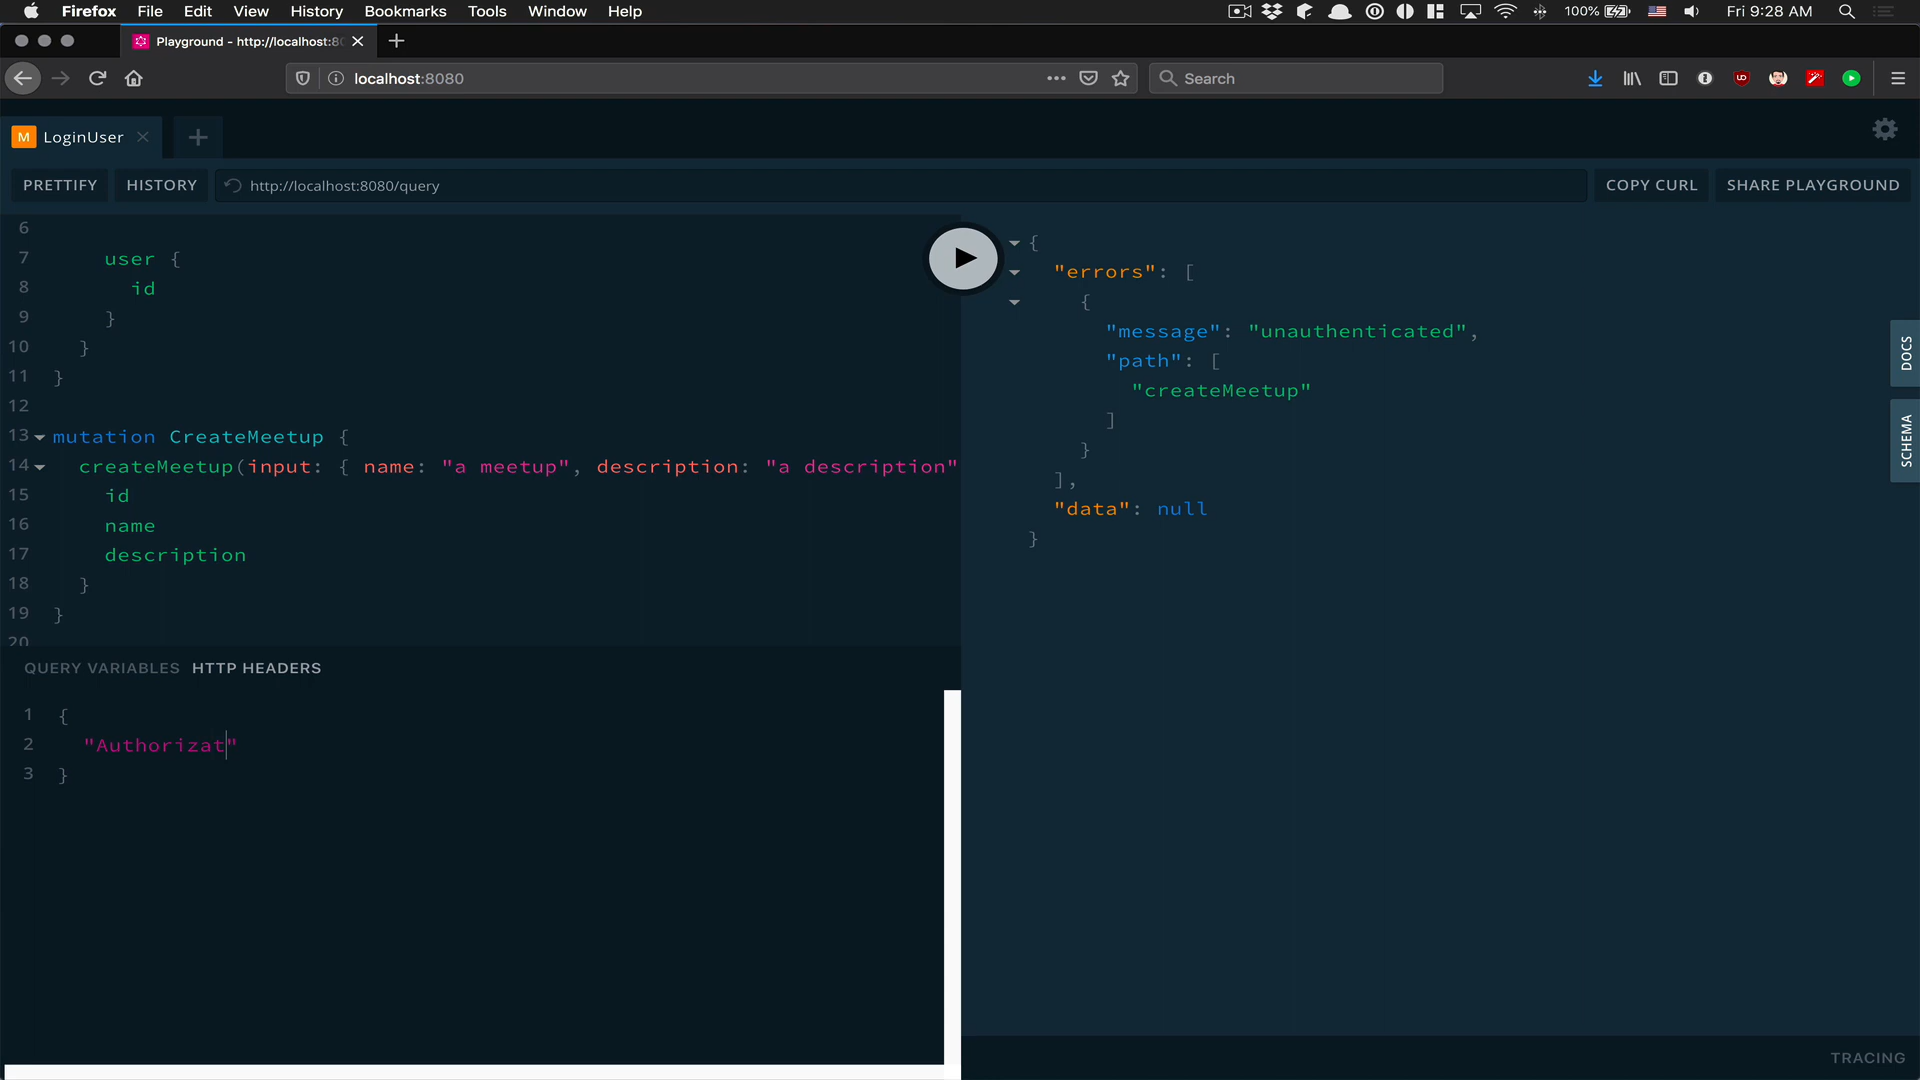 Firefox File Edit View History Bookmarks Tools Window Help 100% Fri 9:28 AM
Playground - http://localhost:80
localhost:8080 Search
M LoginUser
PRETTIFY HISTORY http://localhost:8080/query COPY CURL SHARE PLAYGROUND
6
7 user {
8 id
9 }
10 }
11 }
12
13 mutation CreateMeetup {
14 createMeetup(input: { name: "a meetup", description: "a description"
15 id
16 name
17 description
18 }
19 }
20
{
"errors": [
{
"message": "unauthenticated",
"path": [
"createMeetup"
]
}
],
"data": null
}
DOCS
SCHEMA
QUERY VARIABLES HTTP HEADERS
1 {
2 "Authorizat"
3 }
TRACING